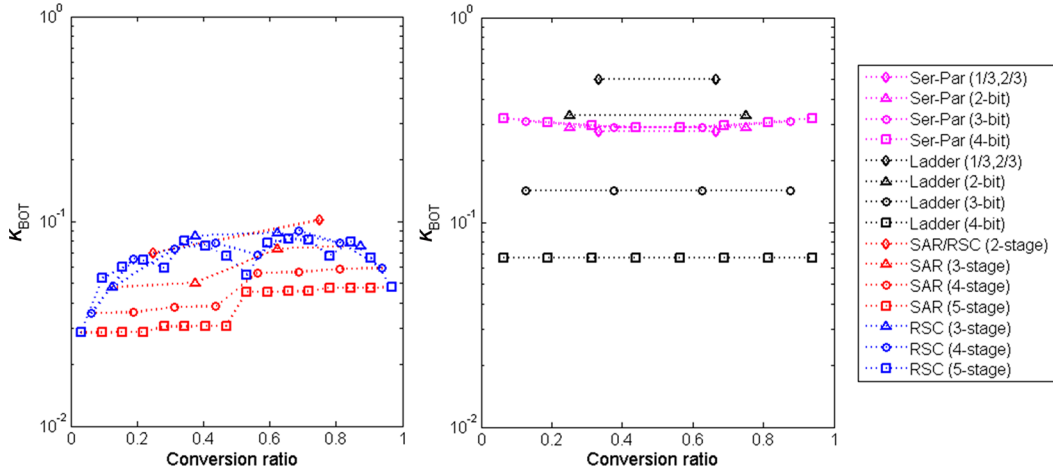 10^0
10^-1
10^-2
K_BOT
0
0.2
0.4
0.6
0.8
1
Conversion ratio
10^0
10^-1
10^-2
K_BOT
0
0.2
0.4
0.6
0.8
1
Conversion ratio
Ser-Par (1/3,2/3)
Ser-Par (2-bit)
Ser-Par (3-bit)
Ser-Par (4-bit)
Ladder (1/3,2/3)
Ladder (2-bit)
Ladder (3-bit)
Ladder (4-bit)
SAR/RSC (2-stage)
SAR (3-stage)
SAR (4-stage)
SAR (5-stage)
RSC (3-stage)
RSC (4-stage)
RSC (5-stage)